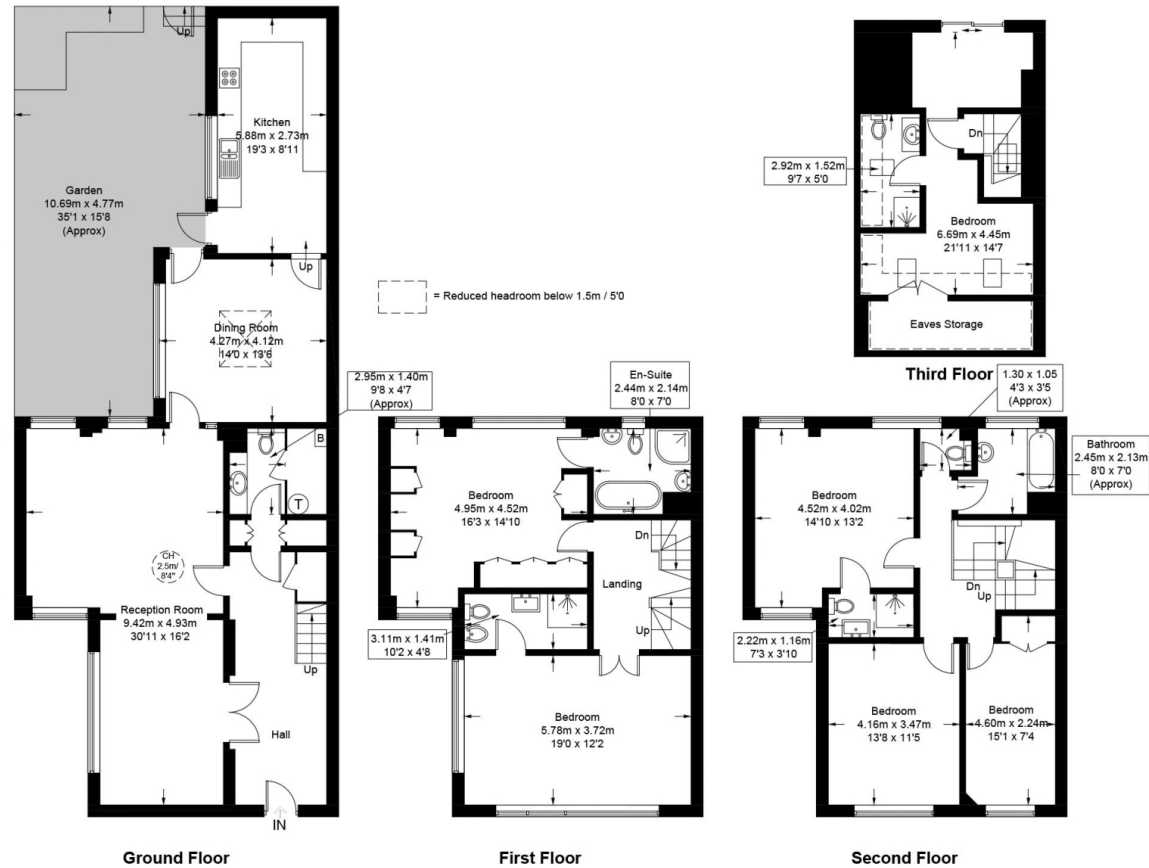 Up
Kitchen
5.88m x 2.73m
19'3 x 8'11
Garden
10.69m x 4.77m
35'1 x 15'8
(Approx)
Up
Dining Room
4.27m x 4.12m
14'0 x 13'6
2.95m x 1.40m
9'8 x 4'7
(Approx)
B
T
CH
2.5m/
8'4"
Reception Room
9.42m x 4.93m
30'11 x 16'2
Up
Hall
IN
Ground Floor
= Reduced headroom below 1.5m / 5'0
En-Suite
2.44m x 2.14m
8'0 x 7'0
Bedroom
4.95m x 4.52m
16'3 x 14'10
Dn
Landing
Up
3.11m x 1.41m
10'2 x 4'8
Bedroom
5.78m x 3.72m
19'0 x 12'2
First Floor
Dn
2.92m x 1.52m
9'7 x 5'0
Bedroom
6.69m x 4.45m
21'11 x 14'7
Eaves Storage
Third Floor
1.30 x 1.05
4'3 x 3'5
(Approx)
Bathroom
2.45m x 2.13m
8'0 x 7'0
(Approx)
Bedroom
4.52m x 4.02m
14'10 x 13'2
Dn
Up
2.22m x 1.16m
7'3 x 3'10
Bedroom
4.16m x 3.47m
13'8 x 11'5
Bedroom
4.60m x 2.24m
15'1 x 7'4
Second Floor